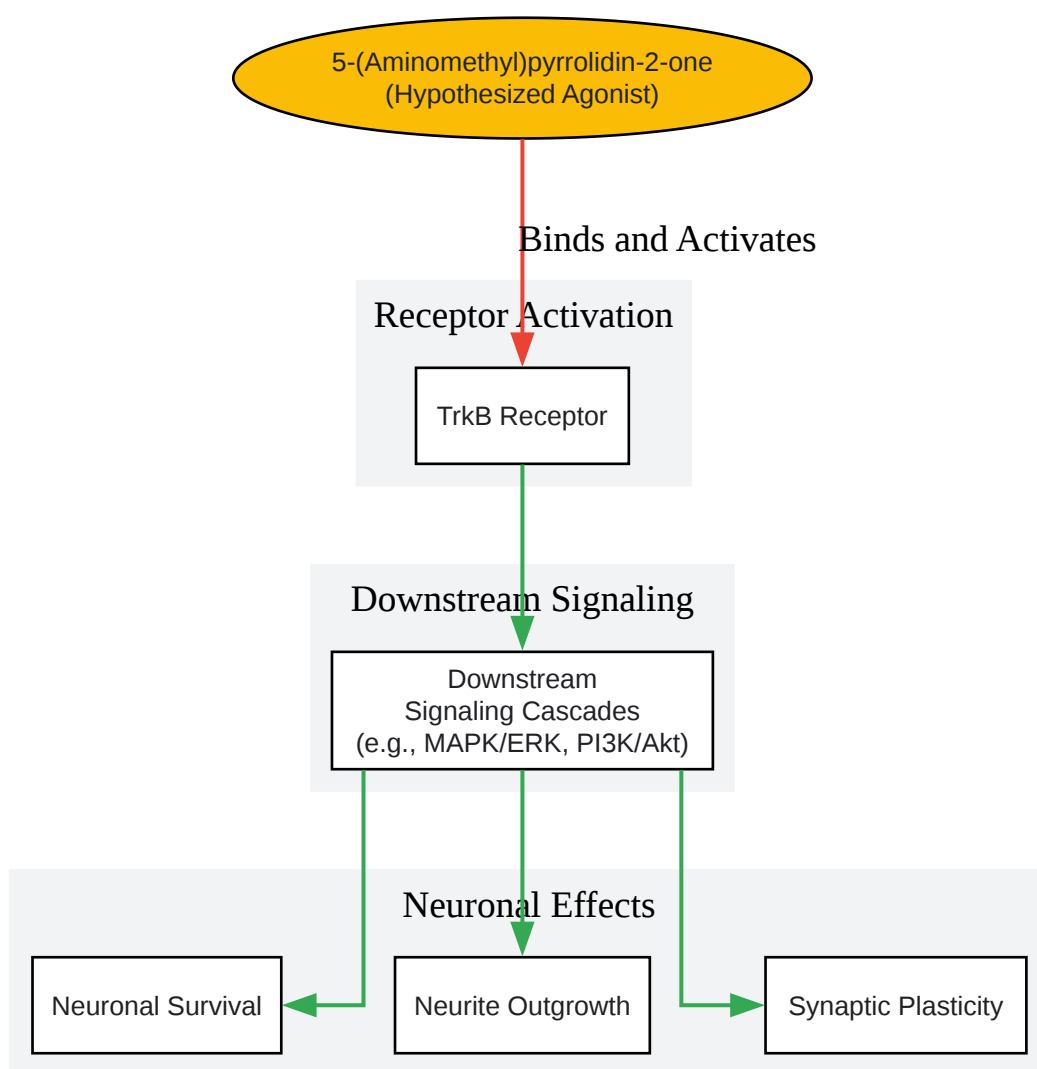 5-(Aminomethyl)pyrrolidin-2-one
(Hypothesized Agonist)
Binds and Activates
Receptor Activation
TrkB Receptor
Downstream Signaling
Downstream
Signaling Cascades
(e.g., MAPK/ERK, PI3K/Akt)
Neuronal Effects
Neuronal Survival
Neurite Outgrowth
Synaptic Plasticity